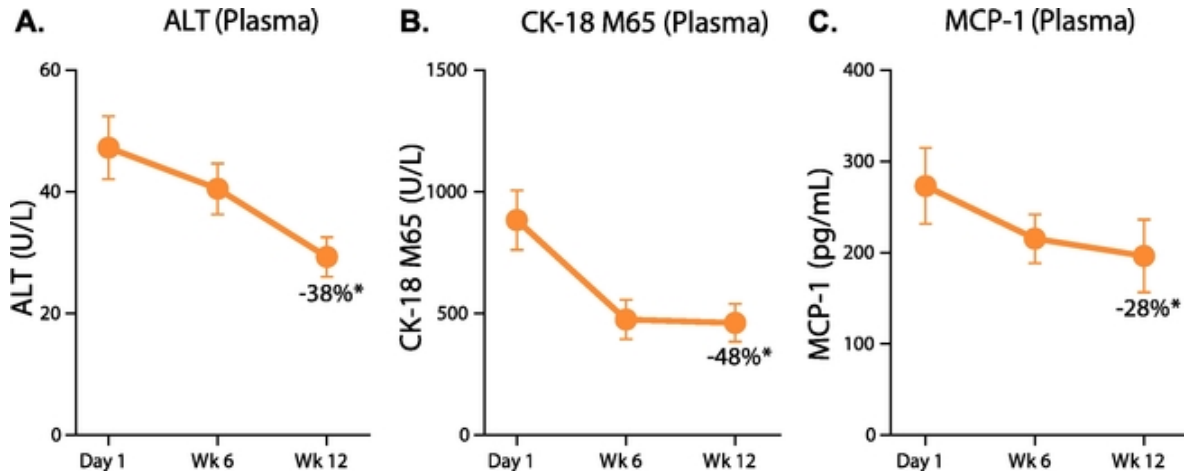 A. ALT (Plasma)
ALT (U/L)
60
40
20
0
-38%*
Day 1 Wk 6 Wk 12
B. CK-18 M65 (Plasma)
CK-18 M65 (U/L)
1500
1000
500
0
-48%*
Day 1 Wk 6 Wk 12
C. MCP-1 (Plasma)
MCP-1 (pg/mL)
400
300
200
100
0
-28%*
Day 1 Wk 6 Wk 12